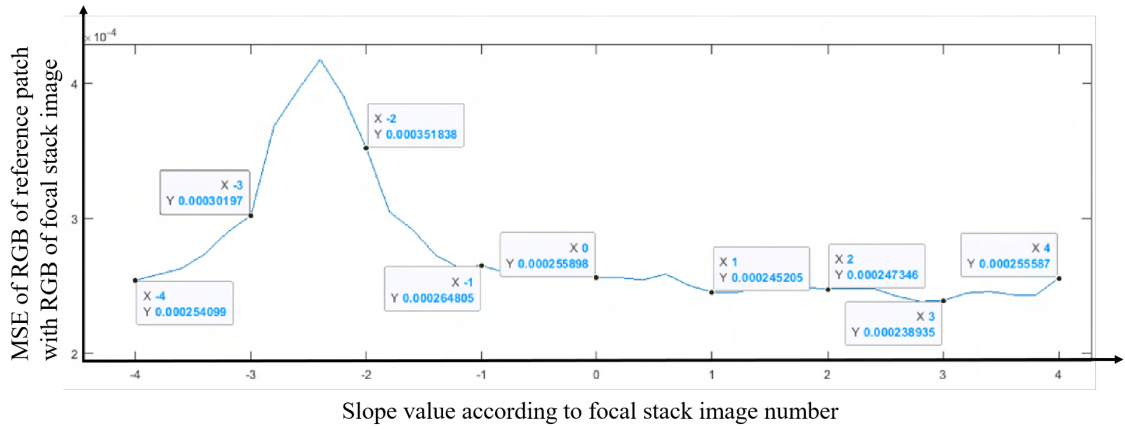 MSE of RGB of reference patch
with RGB of focal stack image
× 10⁻⁴
4
3
2
X -4
Y 0.000254099
X -3
Y 0.00030197
X -2
Y 0.000351838
X -1
Y 0.000264805
X 0
Y 0.000255898
X 1
Y 0.000245205
X 2
Y 0.000247346
X 3
Y 0.000238935
X 4
Y 0.000255587
-4 -3 -2 -1 0 1 2 3 4
Slope value according to focal stack image number